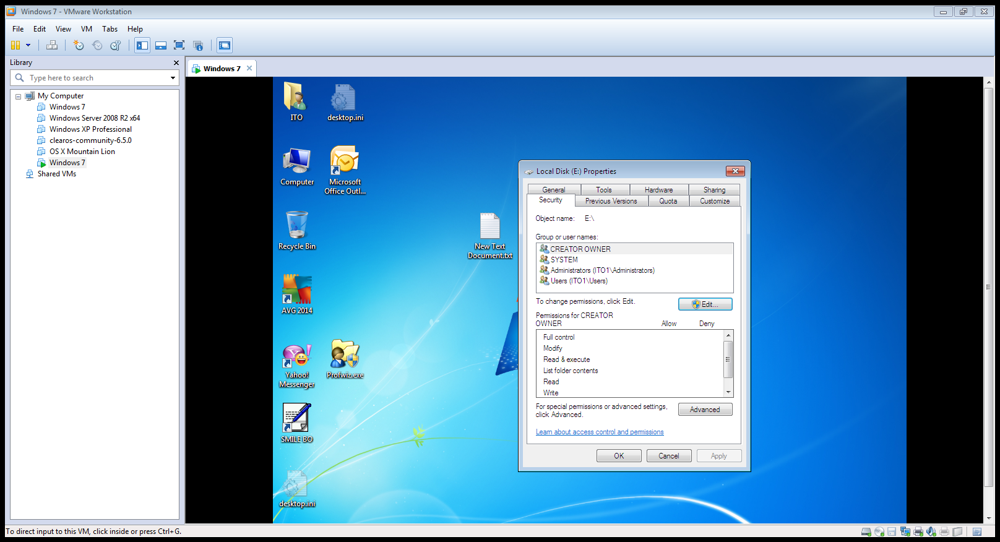 Windows 7 - VMware Workstation
File Edit View VM Tabs Help
Library
Type here to search
My Computer
Windows 7
Windows Server 2008 R2 x64
Windows XP Professional
clearos-community-6.5.0
OS X Mountain Lion
Windows 7
Shared VMs
Windows 7
ITO
desktop.ini
Computer
Microsoft
Office Outl...
Recycle Bin
New Text
Document.txt
AVG 2014
Yahoo!
Messenger
Profwiz.exe
SMILE BO
desktop.ini
Local Disk (E:) Properties
General Tools Hardware Sharing
Security Previous Versions Quota Customize
Object name: E:\
Group or user names:
CREATOR OWNER
SYSTEM
Administrators (ITO1\Administrators)
Users (ITO1\Users)
To change permissions, click Edit.
Edit...
Permissions for CREATOR
OWNER Allow Deny
Full control
Modify
Read & execute
List folder contents
Read
Write
For special permissions or advanced settings,
click Advanced.
Advanced
Learn about access control and permissions
OK Cancel Apply
To direct input to this VM, click inside or press Ctrl+G.